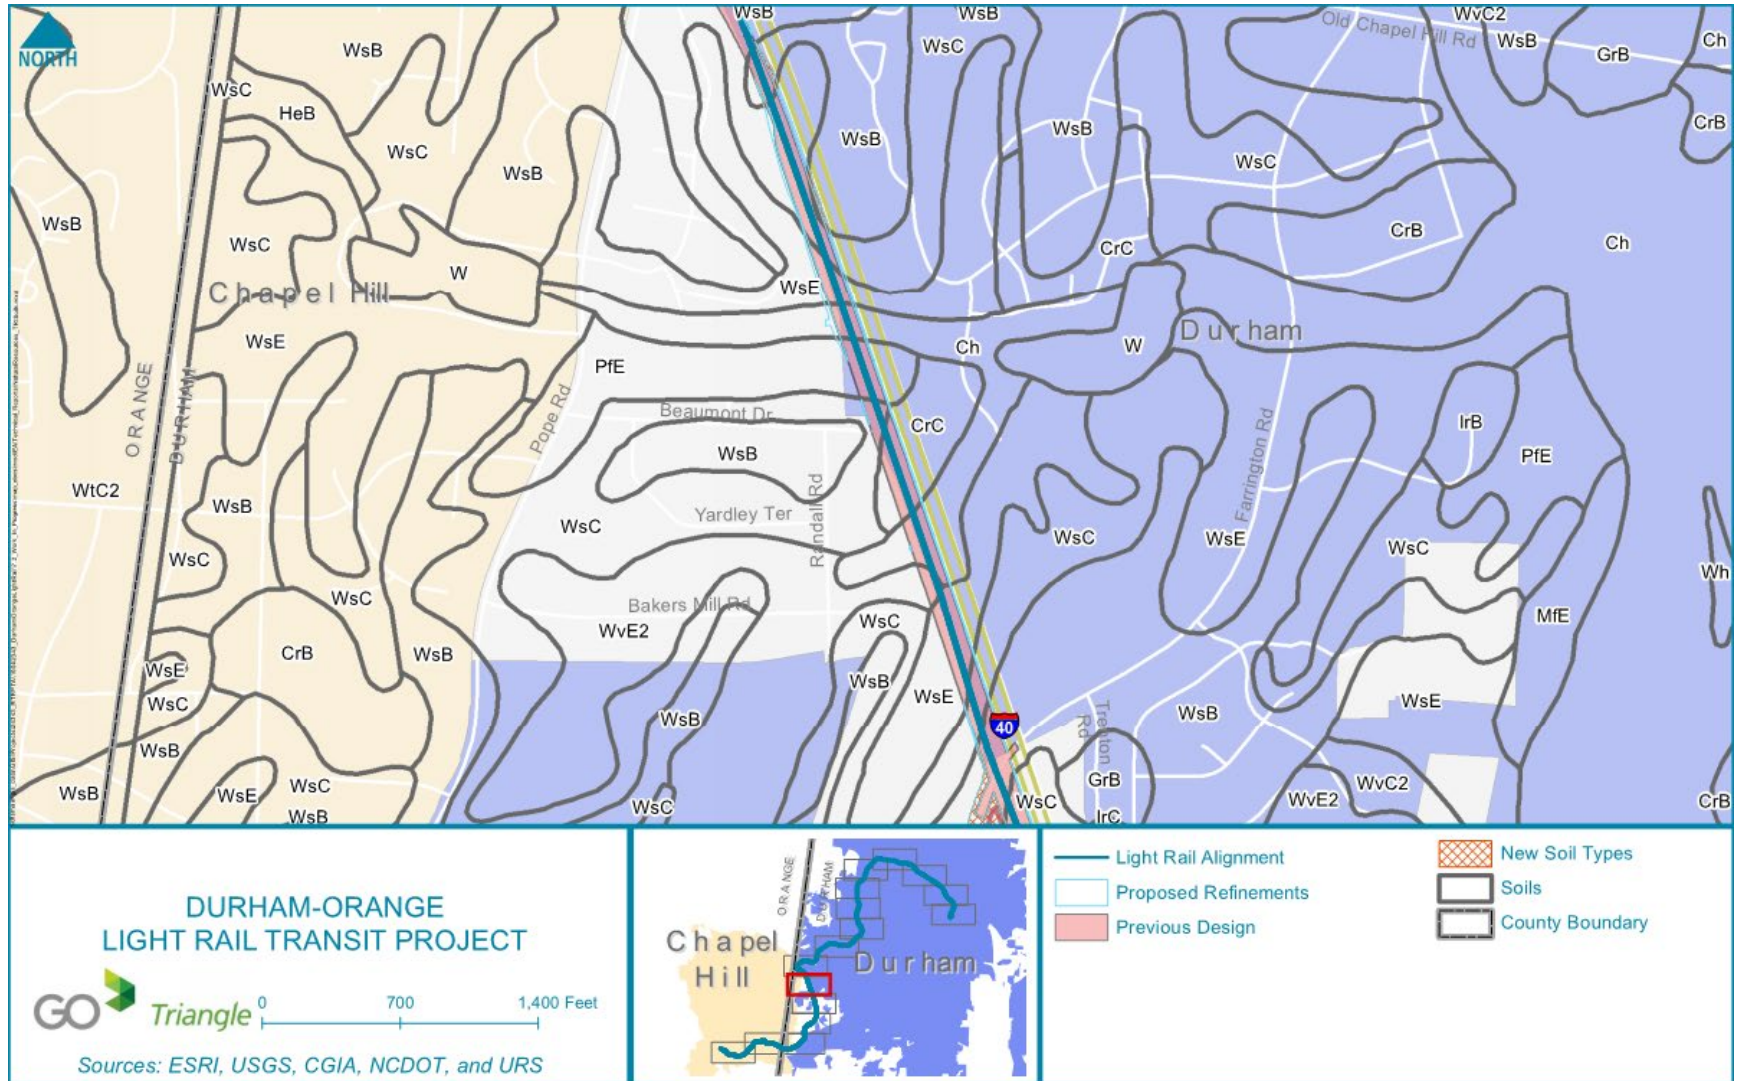 WsB
WsB
WvC2
Old Chapel Hill Rd
WsB
Ch
NORTH
WsB
WsC
GrB
WsC
HeB
CrB
WsC
WsB
WsB
WsC
WsB
WsB
WsC
CrB
Ch
CrC
W
WsE
Chapel Hill
Durham
WsE
Ch
W
PfE
ORANGE
DURHAM
Pope Rd
Beaumont Dr
CrC
IrB
WsB
PfE
Farrington Rd
WtC2
WsB
Yardley Ter
Randall Rd
WsC
WsC
WsE
WsC
WsC
Wh
WsC
Bakers Mill Rd
WvE2
WsC
MfE
CrB
WsB
WsE
WsC
WsB
WsE
WsE
WsB
WsB
Trenton
Rd
40
WsB
GrB
WvC2
WsB
WsE
WsC
WsB
WsC
WsC
IrC
WvE2
CrB
DURHAM-ORANGE
LIGHT RAIL TRANSIT PROJECT
GO Triangle
0 700 1,400 Feet
Sources: ESRI, USGS, CGIA, NCDOT, and URS
ORANGE
DURHAM
Chapel
Hill
Durham
Light Rail Alignment
Proposed Refinements
Previous Design
New Soil Types
Soils
County Boundary